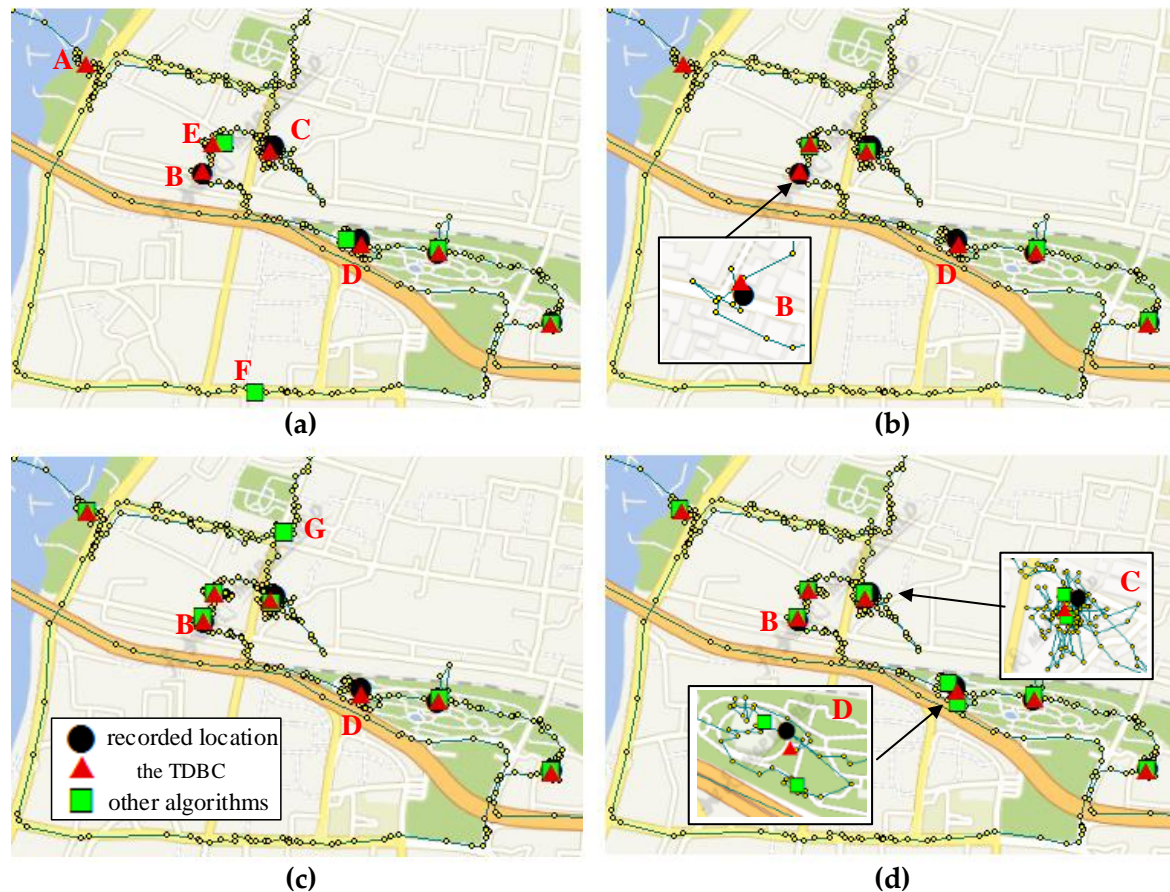 A
E
C
B
D
F
(a)
B
D
(b)
G
B
D
recorded location
the TDBC
other algorithms
(c)
C
B
D
(d)